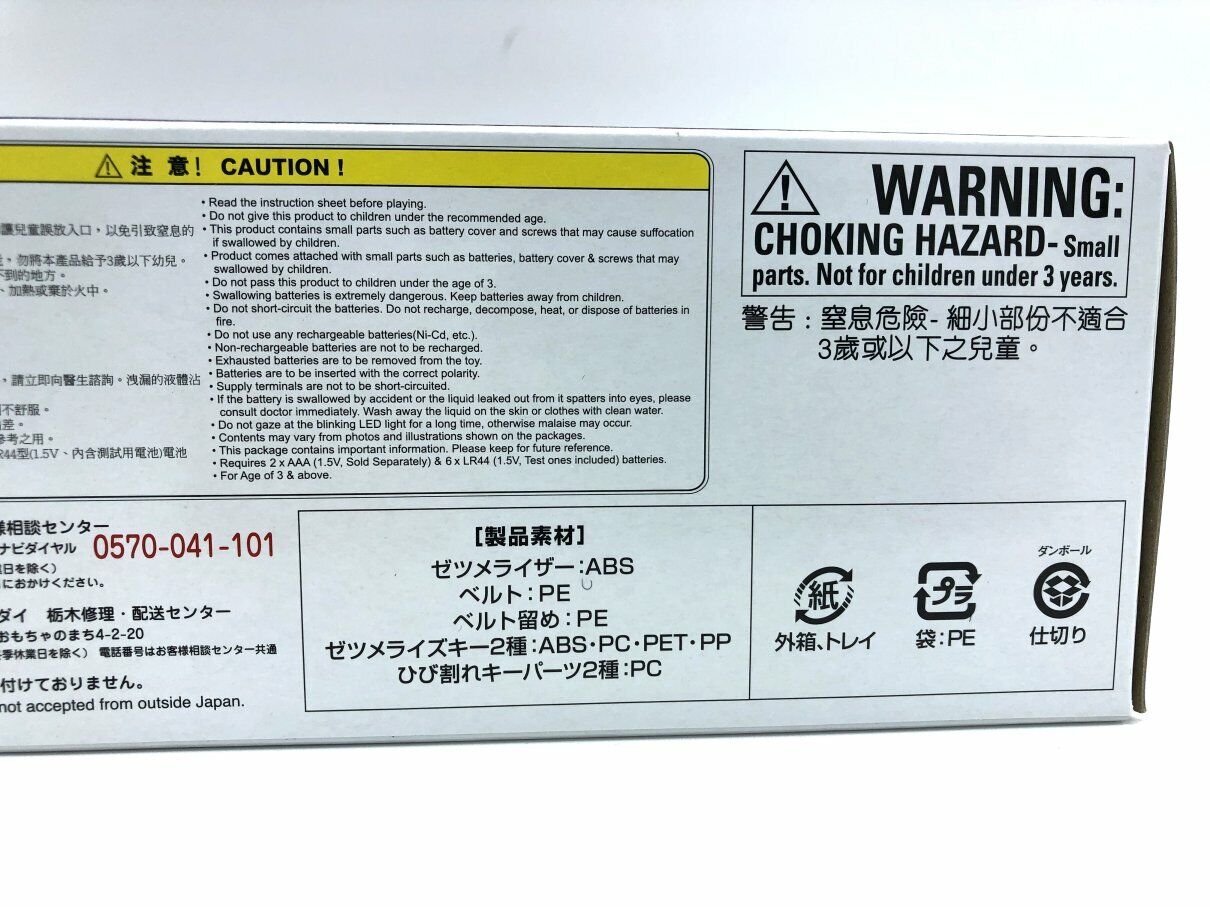 注 意! CAUTION !
讓兒童誤放入口，以免引致窒息的
勿將本產品給予3歲以下幼兒。
不到的地方。
、加熱或棄於火中。
，請立即向醫生諮詢。洩漏的液體沾
不舒服。
差。
參考之用。
R44型(1.5V、內含測試用電池)電池
• Read the instruction sheet before playing.
• Do not give this product to children under the recommended age.
• This product contains small parts such as battery cover and screws that may cause suffocation
if swallowed by children.
• Product comes attached with small parts such as batteries, battery cover & screws that may
swallowed by children.
• Do not pass this product to children under the age of 3.
• Swallowing batteries is extremely dangerous. Keep batteries away from children.
• Do not short-circuit the batteries. Do not recharge, decompose, heat, or dispose of batteries in
fire.
• Do not use any rechargeable batteries(Ni-Cd, etc.).
• Non-rechargeable batteries are not to be recharged.
• Exhausted batteries are to be removed from the toy.
• Batteries are to be inserted with the correct polarity.
• Supply terminals are not to be short-circuited.
• If the battery is swallowed by accident or the liquid leaked out from it spatters into eyes, please
consult doctor immediately. Wash away the liquid on the skin or clothes with clean water.
• Do not gaze at the blinking LED light for a long time, otherwise malaise may occur.
• Contents may vary from photos and illustrations shown on the packages.
• This package contains important information. Please keep for future reference.
• Requires 2 x AAA (1.5V, Sold Separately) & 6 x LR44 (1.5V, Test ones included) batteries.
• For Age of 3 & above.
WARNING:
CHOKING HAZARD- Small
parts. Not for children under 3 years.
警告 : 窒息危險- 細小部份不適合
3歲或以下之兒童。
様相談センター
ナビダイヤル 0570-041-101
業日を除く)
におかけください。
ダイ 栃木修理・配送センター
おもちゃのまち4-2-20
季休業日を除く) 電話番号はお客様相談センター共通
付けておりません。
not accepted from outside Japan.
[製品素材]
ゼツメライザー:ABS
ベルト:PE
ベルト留め:PE
ゼツメライズキー2種:ABS・PC・PET・PP
ひび割れキーパーツ2種:PC
紙
外箱、トレイ
プラ
袋:PE
ダンボール
仕切り